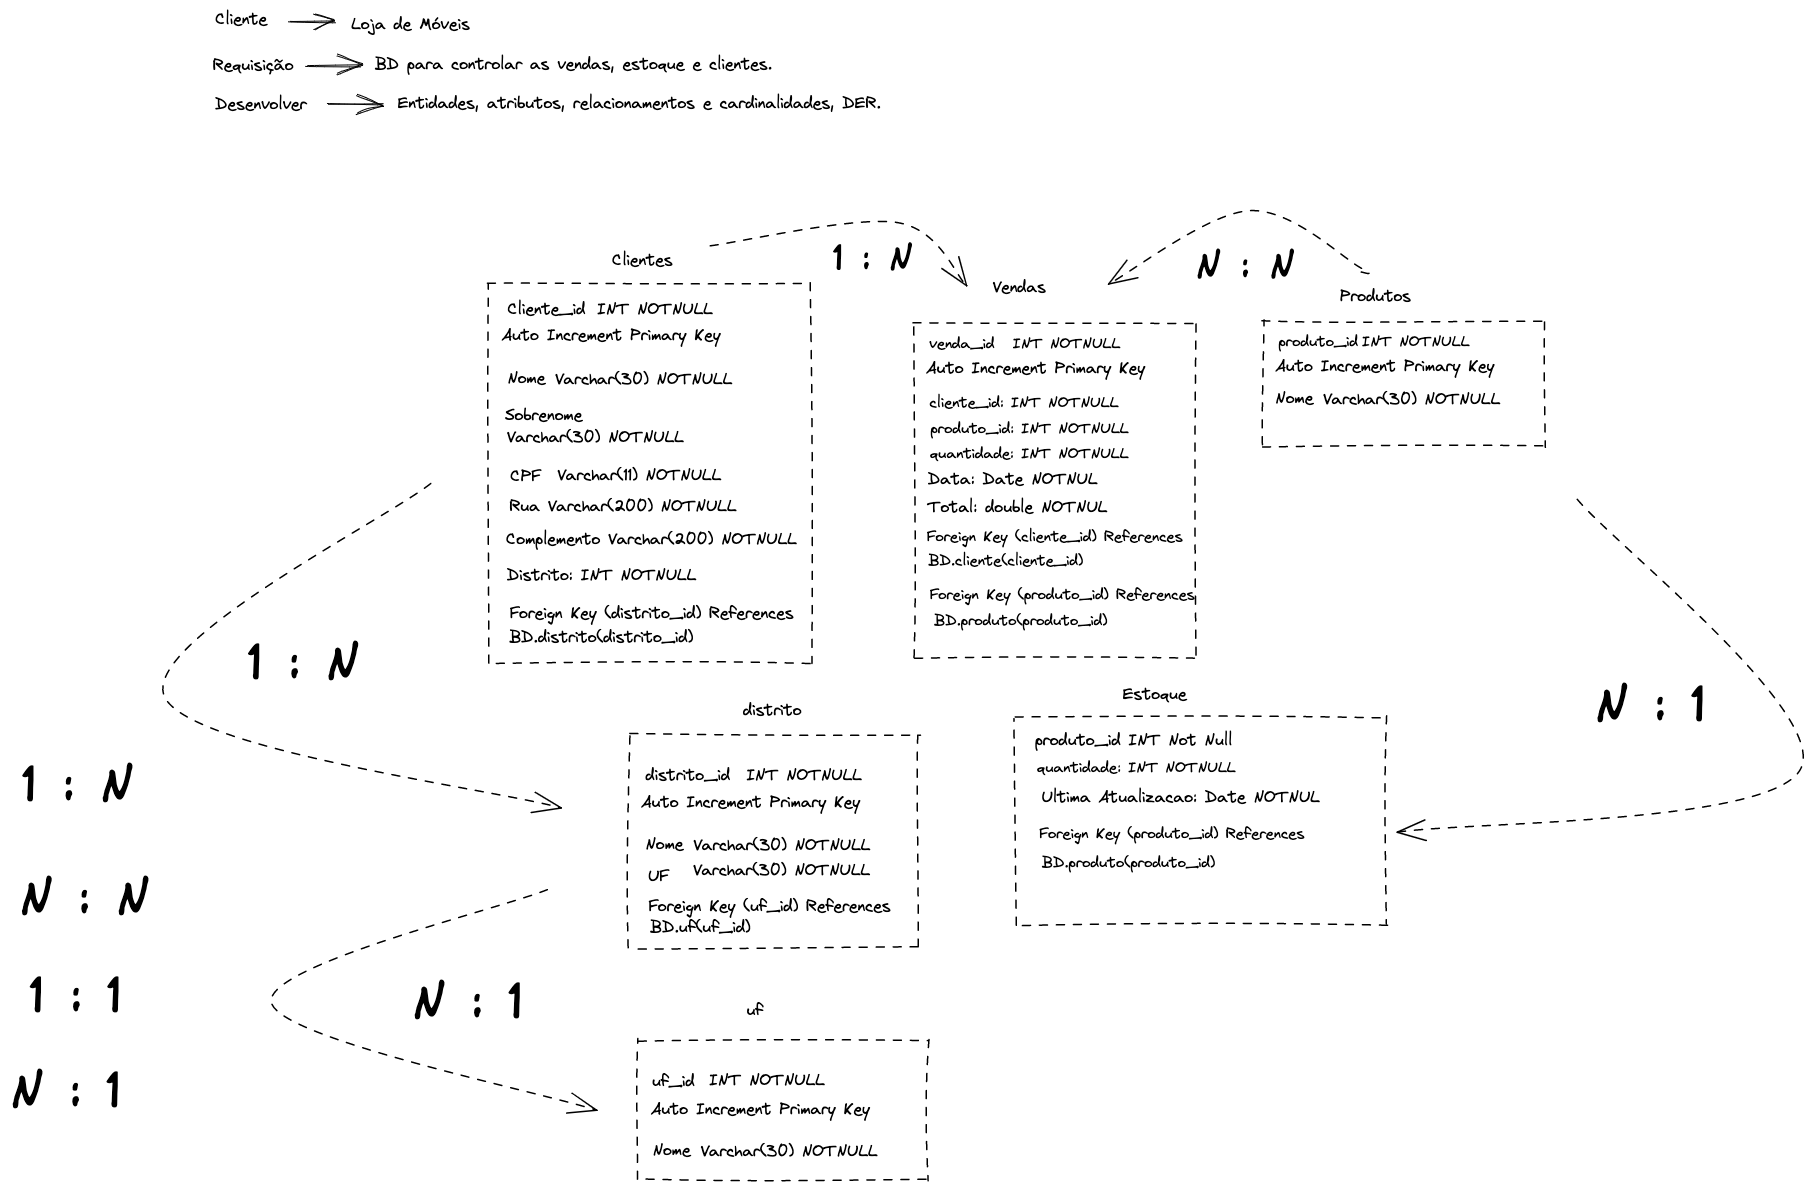 Cliente
Loja de Móveis
Requisição
BD para controlar as vendas, estoque e clientes.
Desenvolver
Entidades, atributos, relacionamentos e cardinalidades, DER.
Clientes
Cliente_id INT NOTNULL
Auto Increment Primary Key
Nome Varchar(30) NOTNULL
Sobrenome
Varchar(30) NOTNULL
CPF Varchar(11) NOTNULL
Rua Varchar(200) NOTNULL
Complemento Varchar(200) NOTNULL
Distrito: INT NOTNULL
Foreign Key (distrito_id) References
BD.distrito(distrito_id)
1 : N
Vendas
venda_id INT NOTNULL
Auto Increment Primary Key
cliente_id: INT NOTNULL
produto_id: INT NOTNULL
quantidade: INT NOTNULL
Data: Date NOTNUL
Total: double NOTNUL
Foreign Key (cliente_id) References
BD.cliente(cliente_id)
Foreign Key (produto_id) References
BD.produto(produto_id)
N : N
Produtos
produto_id INT NOTNULL
Auto Increment Primary Key
Nome Varchar(30) NOTNULL
1 : N
distrito
distrito_id INT NOTNULL
Auto Increment Primary Key
Nome Varchar(30) NOTNULL
UF Varchar(30) NOTNULL
Foreign Key (uf_id) References
BD.uf(uf_id)
Estoque
produto_id INT Not Null
quantidade: INT NOTNULL
Ultima Atualizacao: Date NOTNUL
Foreign Key (produto_id) References
BD.produto(produto_id)
N : 1
1 : N
N : N
1 : 1
N : 1
N : 1
uf
uf_id INT NOTNULL
Auto Increment Primary Key
Nome Varchar(30) NOTNULL